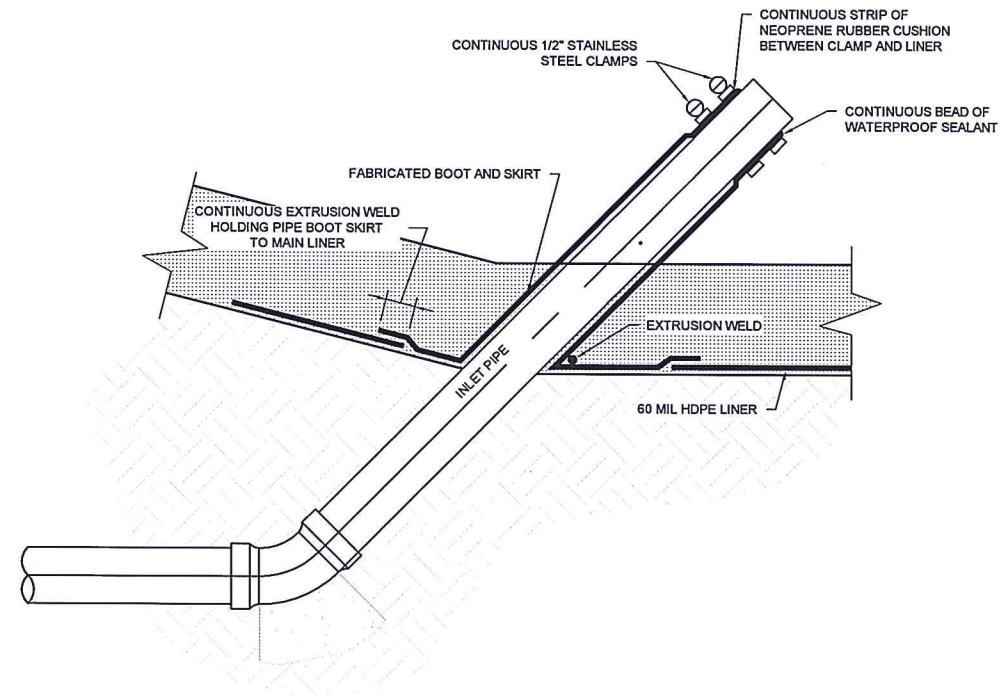 CONTINUOUS STRIP OF
NEOPRENE RUBBER CUSHION
BETWEEN CLAMP AND LINER
CONTINUOUS 1/2" STAINLESS
STEEL CLAMPS
CONTINUOUS BEAD OF
WATERPROOF SEALANT
FABRICATED BOOT AND SKIRT
CONTINUOUS EXTRUSION WELD
HOLDING PIPE BOOT SKIRT
TO MAIN LINER
EXTRUSION WELD
INLET PIPE
60 MIL HDPE LINER